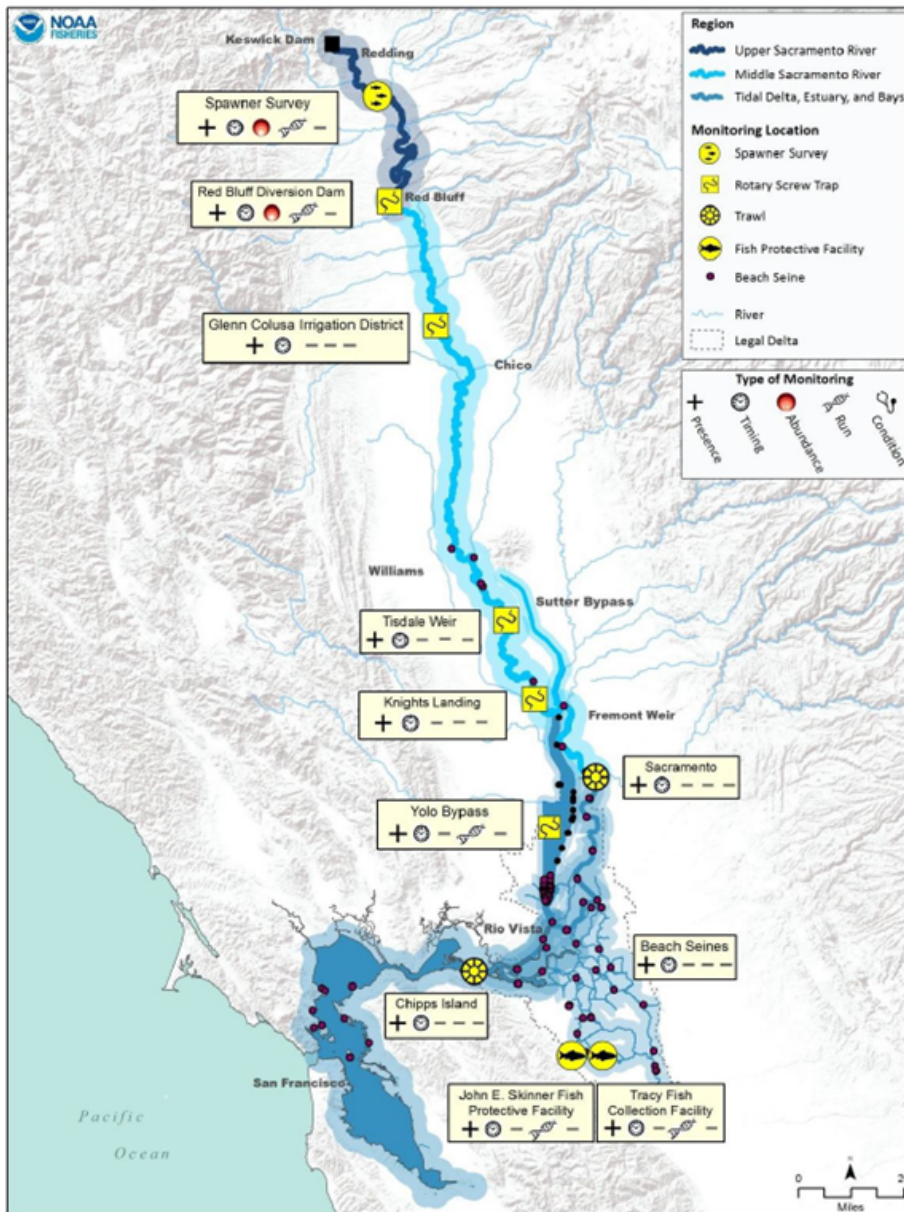 NOAA
FISHERIES
Keswick Dam
Redding
Spawner Survey
+ –
Red Bluff Diversion Dam
+ –
Red Bluff
Glenn Colusa Irrigation District
+ – – –
Chico
Williams
Sutter Bypass
Tisdale Weir
+ – – –
Knights Landing
+ – – –
Fremont Weir
Sacramento
+ – – –
Yolo Bypass
+ – –
Rio Vista
Beach Seines
+ – – –
Chipps Island
+ – – –
San Francisco
John E. Skinner Fish
Protective Facility
+ – –
Tracy Fish
Collection Facility
+ – –
Pacific
Ocean
Region
Upper Sacramento River
Middle Sacramento River
Tidal Delta, Estuary, and Bays
Monitoring Location
Spawner Survey
Rotary Screw Trap
Trawl
Fish Protective Facility
Beach Seine
River
Legal Delta
Type of Monitoring
+
Presence
Timing
Abundance
Run
Condition
N
0
Miles